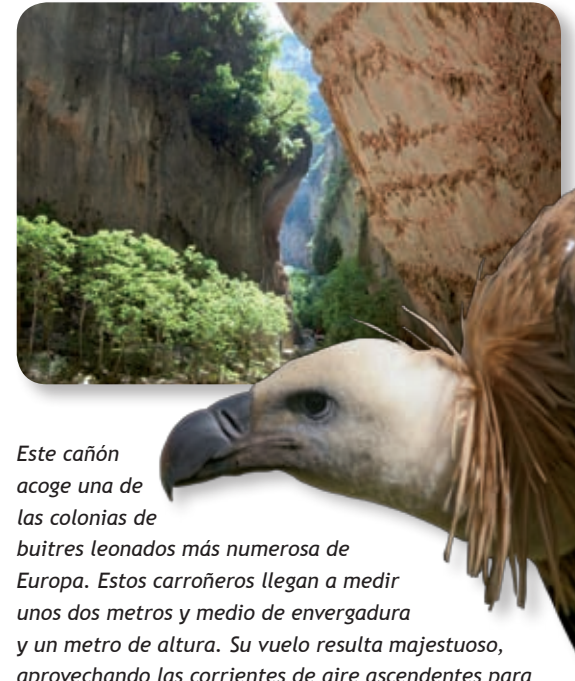 Este cañón
acoge una de
las colonias de
buitres leonados más numerosa de
Europa. Estos carroñeros llegan a medir
unos dos metros y medio de envergadura
y un metro de altura. Su vuelo resulta majestuoso,
aprovechando las corrientes de aire ascendentes para